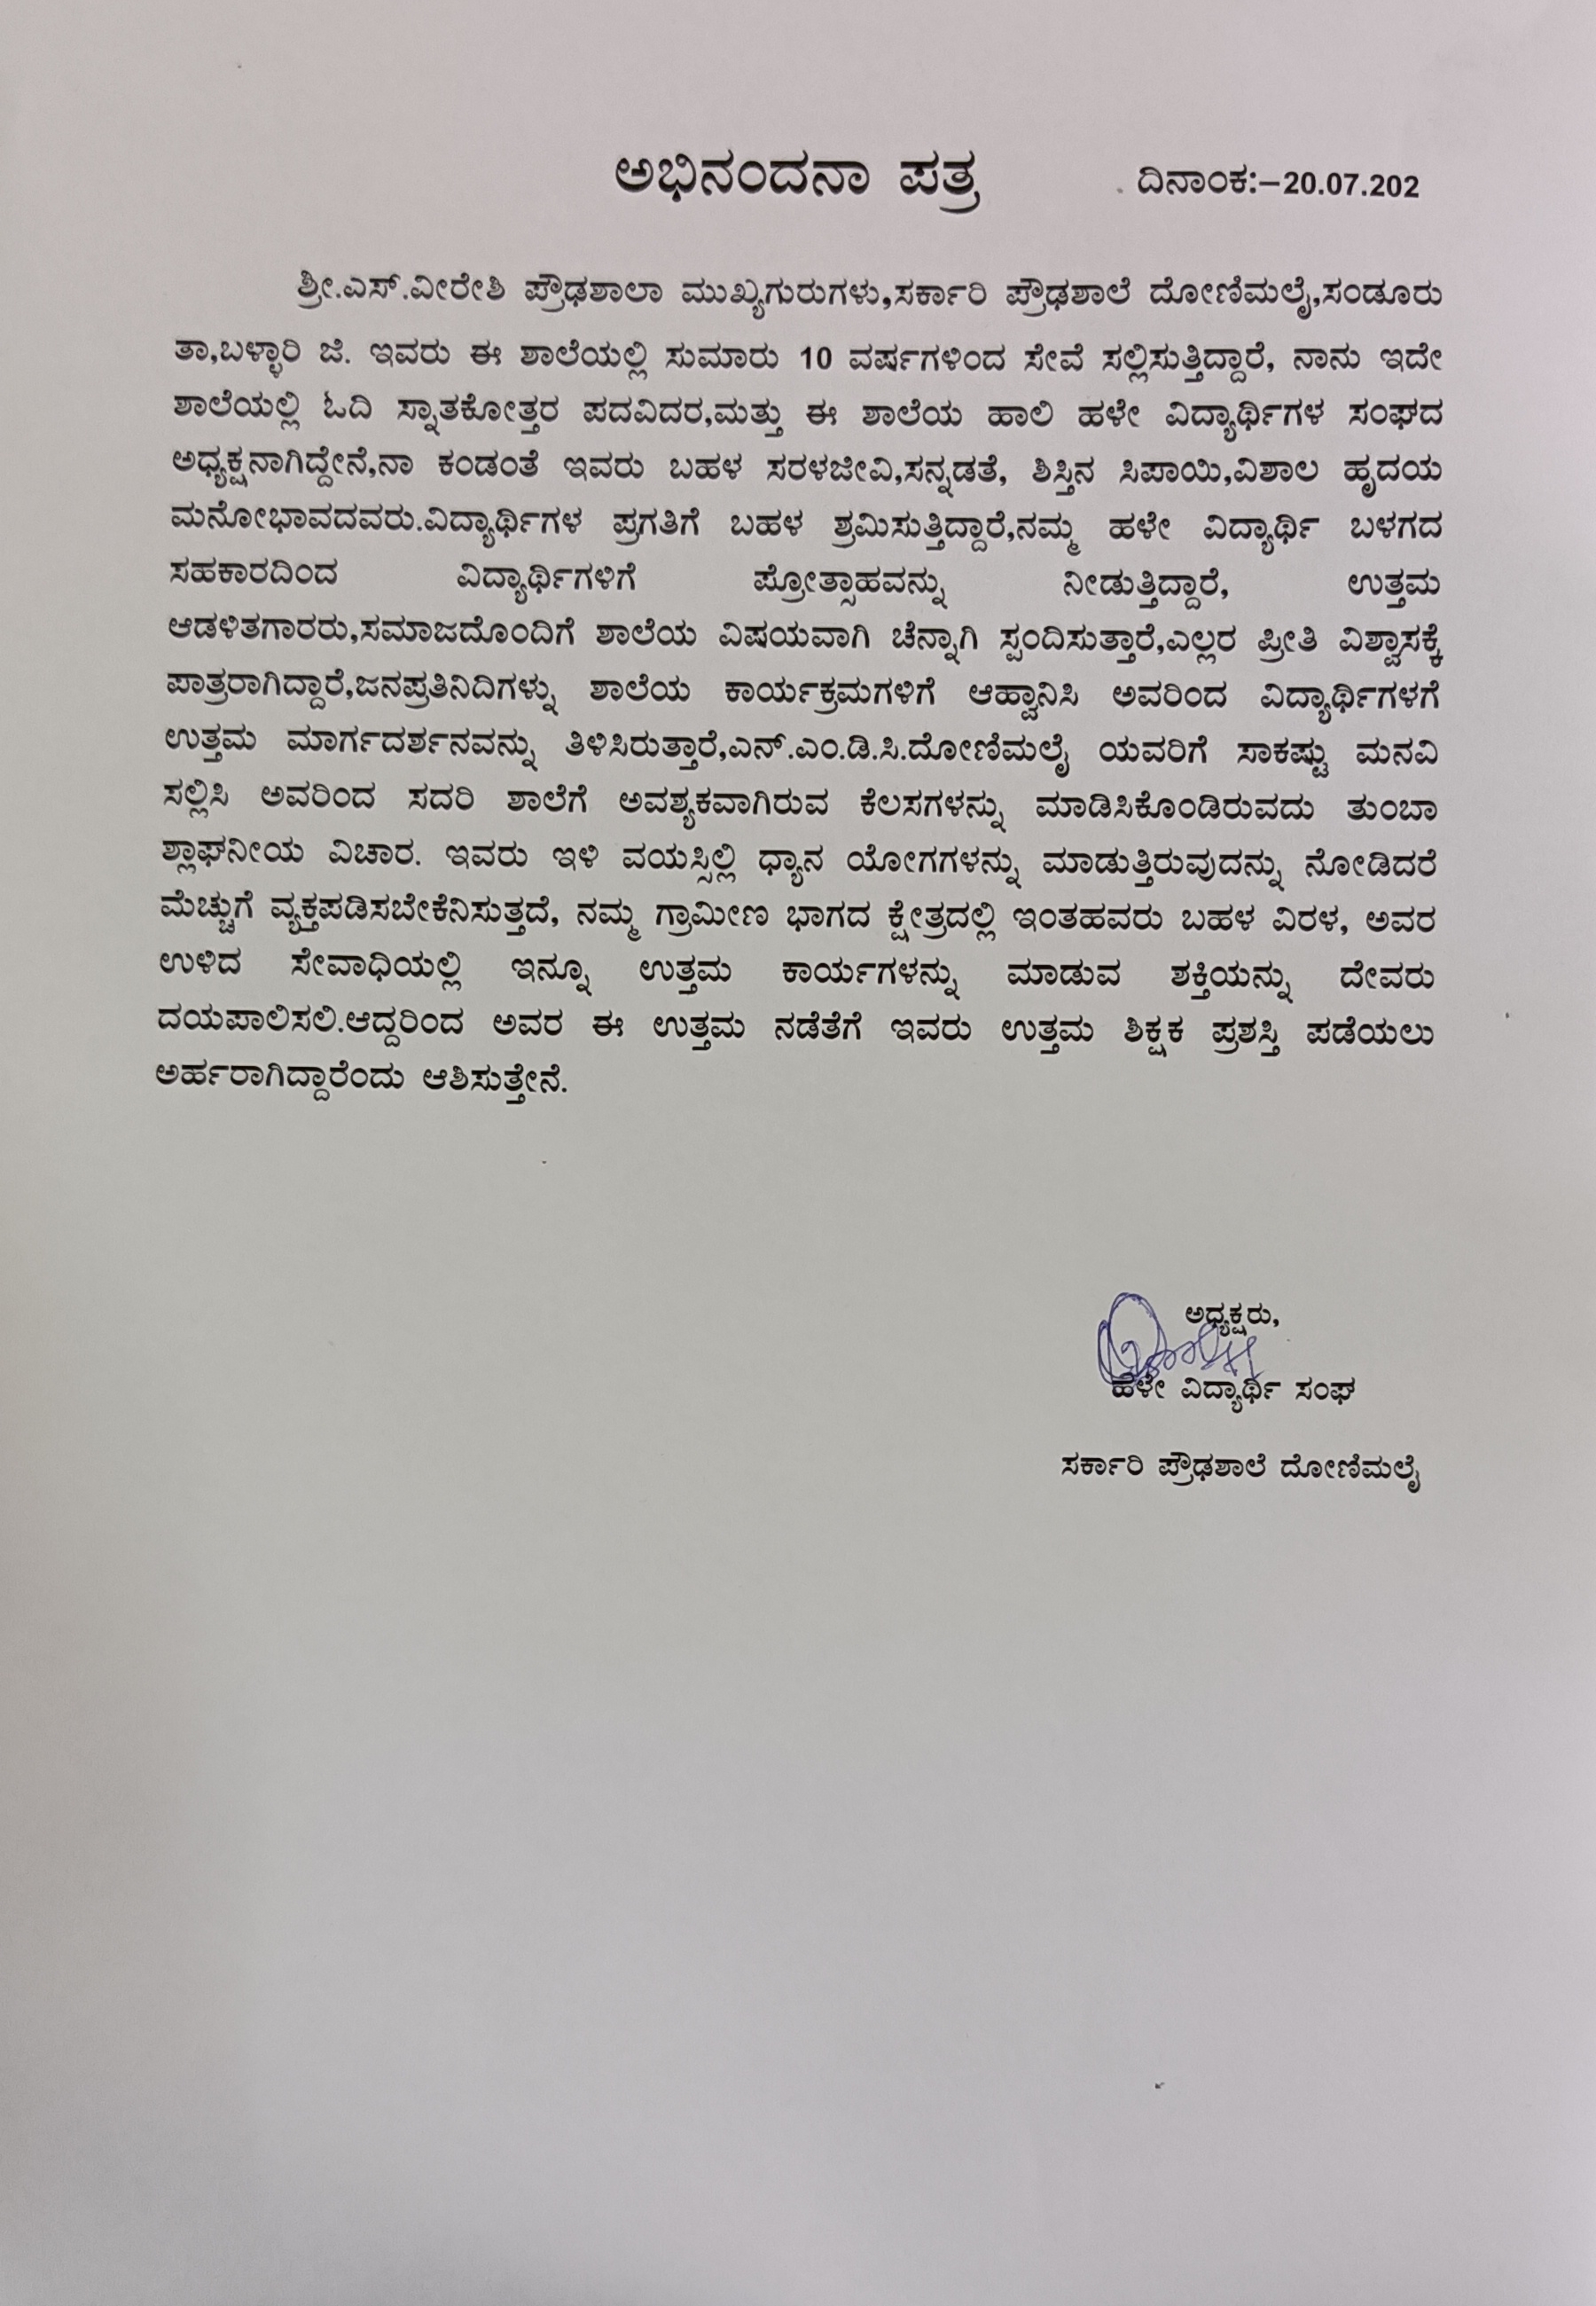 ಅಭಿನಂದನಾ ಪತ್ರ ದಿನಾಂಕ:–20.07.202
ಶ್ರೀ.ಎಸ್.ವೀರೇಶಿ ಪ್ರೌಢಶಾಲಾ ಮುಖ್ಯಗುರುಗಳು,ಸರ್ಕಾರಿ ಪ್ರೌಢಶಾಲೆ ದೋಣಿಮಲೈ,ಸಂಡೂರು
ತಾ,ಬಳ್ಳಾರಿ ಜಿ. ಇವರು ಈ ಶಾಲೆಯಲ್ಲಿ ಸುಮಾರು 10 ವರ್ಷಗಳಿಂದ ಸೇವೆ ಸಲ್ಲಿಸುತ್ತಿದ್ದಾರೆ, ನಾನು ಇದೇ
ಶಾಲೆಯಲ್ಲಿ ಓದಿ ಸ್ನಾತಕೋತ್ತರ ಪದವಿದರ,ಮತ್ತು ಈ ಶಾಲೆಯ ಹಾಲಿ ಹಳೇ ವಿದ್ಯಾರ್ಥಿಗಳ ಸಂಘದ
ಅಧ್ಯಕ್ಷನಾಗಿದ್ದೇನೆ,ನಾ ಕಂಡಂತೆ ಇವರು ಬಹಳ ಸರಳಜೀವಿ,ಸನ್ನಡತೆ, ಶಿಸ್ತಿನ ಸಿಪಾಯಿ,ವಿಶಾಲ ಹೃದಯ
ಮನೋಭಾವದವರು.ವಿದ್ಯಾರ್ಥಿಗಳ ಪ್ರಗತಿಗೆ ಬಹಳ ಶ್ರಮಿಸುತ್ತಿದ್ದಾರೆ,ನಮ್ಮ ಹಳೇ ವಿದ್ಯಾರ್ಥಿ ಬಳಗದ
ಸಹಕಾರದಿಂದ ವಿದ್ಯಾರ್ಥಿಗಳಿಗೆ ಪ್ರೋತ್ಸಾಹವನ್ನು ನೀಡುತ್ತಿದ್ದಾರೆ, ಉತ್ತಮ
ಆಡಳಿತಗಾರರು,ಸಮಾಜದೊಂದಿಗೆ ಶಾಲೆಯ ವಿಷಯವಾಗಿ ಚೆನ್ನಾಗಿ ಸ್ಪಂದಿಸುತ್ತಾರೆ,ಎಲ್ಲರ ಪ್ರೀತಿ ವಿಶ್ವಾಸಕ್ಕೆ
ಪಾತ್ರರಾಗಿದ್ದಾರೆ,ಜನಪ್ರತಿನಿದಿಗಳ್ನು ಶಾಲೆಯ ಕಾರ್ಯಕ್ರಮಗಳಿಗೆ ಆಹ್ವಾನಿಸಿ ಅವರಿಂದ ವಿದ್ಯಾರ್ಥಿಗಳಗೆ
ಉತ್ತಮ ಮಾರ್ಗದರ್ಶನವನ್ನು ತಿಳಿಸಿರುತ್ತಾರೆ,ಎನ್.ಎಂ.ಡಿ.ಸಿ.ದೋಣಿಮಲೈ ಯವರಿಗೆ ಸಾಕಷ್ಟು ಮನವಿ
ಸಲ್ಲಿಸಿ ಅವರಿಂದ ಸದರಿ ಶಾಲೆಗೆ ಅವಶ್ಯಕವಾಗಿರುವ ಕೆಲಸಗಳನ್ನು ಮಾಡಿಸಿಕೊಂಡಿರುವದು ತುಂಬಾ
ಶ್ಲಾಘನೀಯ ವಿಚಾರ. ಇವರು ಇಳಿ ವಯಸ್ಸಿಲ್ಲಿ ಧ್ಯಾನ ಯೋಗಗಳನ್ನು ಮಾಡುತ್ತಿರುವುದನ್ನು ನೋಡಿದರೆ
ಮೆಚ್ಚುಗೆ ವ್ಯಕ್ತಪಡಿಸಬೇಕೆನಿಸುತ್ತದೆ, ನಮ್ಮ ಗ್ರಾಮೀಣ ಭಾಗದ ಕ್ಷೇತ್ರದಲ್ಲಿ ಇಂತಹವರು ಬಹಳ ವಿರಳ, ಅವರ
ಉಳಿದ ಸೇವಾಧಿಯಲ್ಲಿ ಇನ್ನೂ ಉತ್ತಮ ಕಾರ್ಯಗಳನ್ನು ಮಾಡುವ ಶಕ್ತಿಯನ್ನು ದೇವರು
ದಯಪಾಲಿಸಲಿ.ಆದ್ದರಿಂದ ಅವರ ಈ ಉತ್ತಮ ನಡೆತೆಗೆ ಇವರು ಉತ್ತಮ ಶಿಕ್ಷಕ ಪ್ರಶಸ್ತಿ ಪಡೆಯಲು
ಅರ್ಹರಾಗಿದ್ದಾರೆಂದು ಆಶಿಸುತ್ತೇನೆ.
ಅಧ್ಯಕ್ಷರು,
ಹಳೇ ವಿದ್ಯಾರ್ಥಿ ಸಂಘ
ಸರ್ಕಾರಿ ಪ್ರೌಢಶಾಲೆ ದೋಣಿಮಲೈ